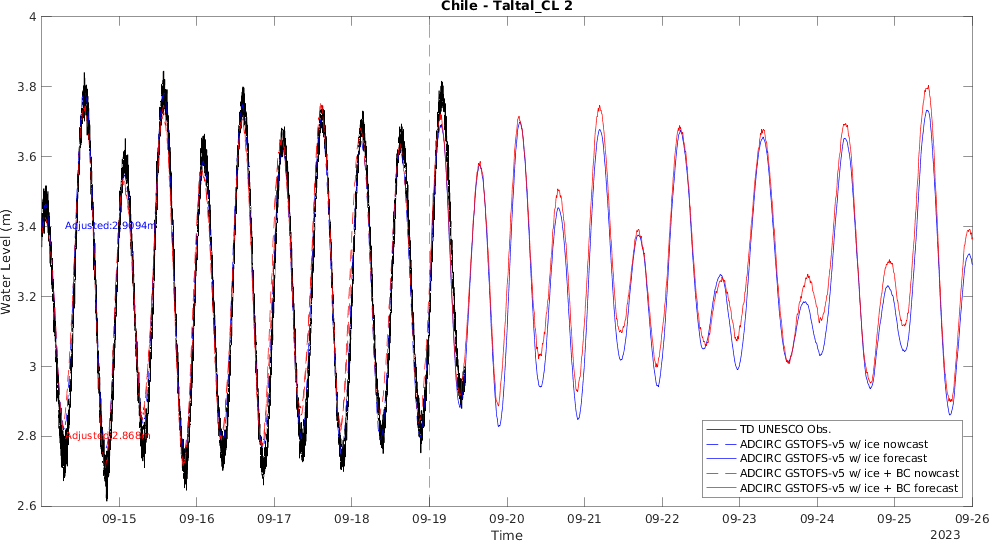 Chile - Taltal_CL 2
Water Level (m)
4
3.8
3.6
3.4
3.2
3
2.8
2.6
Adjusted:2.9094m
Adjusted:2.868m
TD UNESCO Obs.
ADCIRC GSTOFS-v5 w/ ice nowcast
ADCIRC GSTOFS-v5 w/ ice forecast
ADCIRC GSTOFS-v5 w/ ice + BC nowcast
ADCIRC GSTOFS-v5 w/ ice + BC forecast
09-15 09-16 09-17 09-18 09-19 09-20 09-21 09-22 09-23 09-24 09-25 09-26
Time
2023